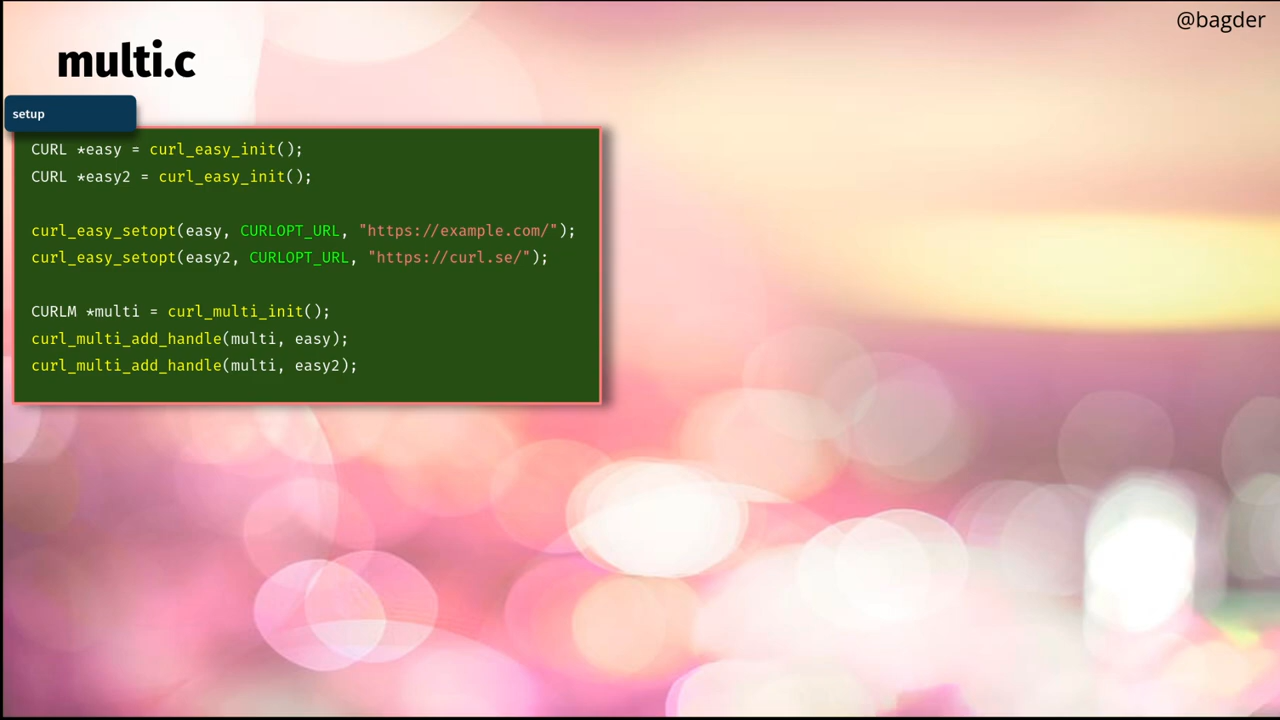 @bagder
multi.c
setup
CURL *easy = curl_easy_init();
CURL *easy2 = curl_easy_init();
curl_easy_setopt(easy, CURLOPT_URL, "https://example.com/");
curl_easy_setopt(easy2, CURLOPT_URL, "https://curl.se/");
CURLM *multi = curl_multi_init();
curl_multi_add_handle(multi, easy);
curl_multi_add_handle(multi, easy2);